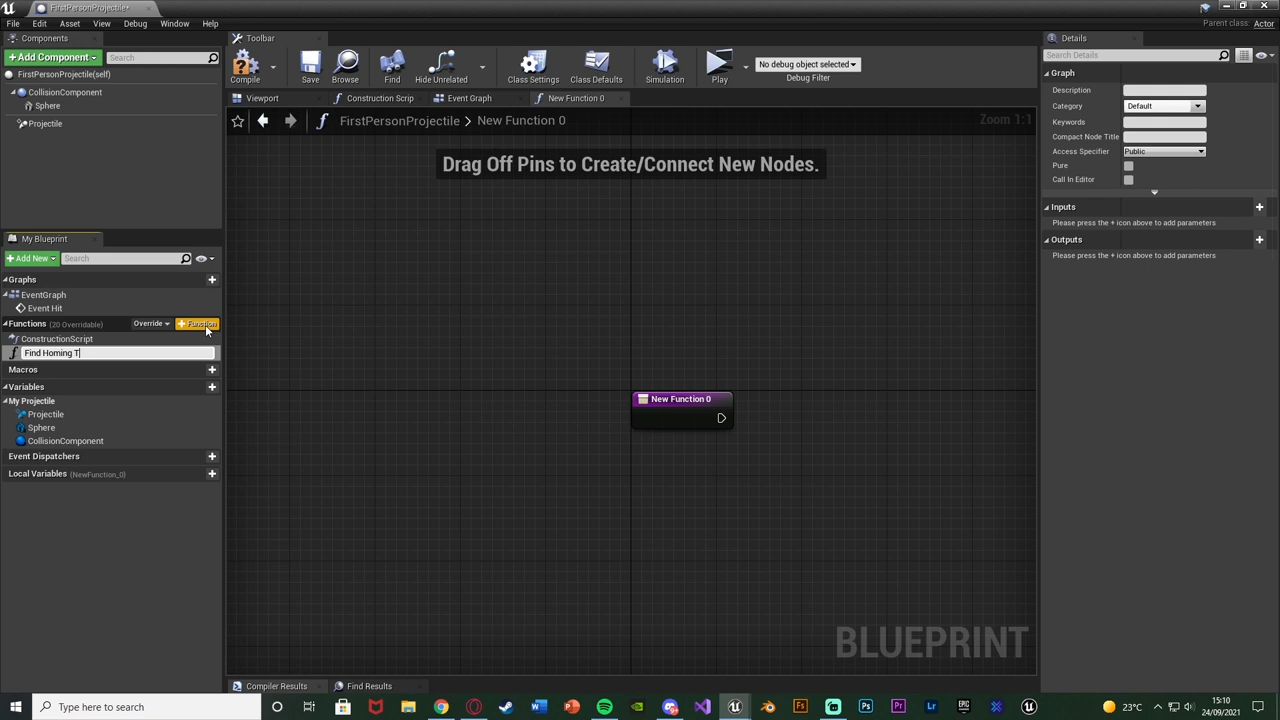 FirstPersonProjectile*
File Edit Asset View Debug Window Help
Parent class: Actor
Components
Toolbar
Details
Add Component
Search
FirstPersonProjectile(self)
CollisionComponent
Sphere
Projectile
Compile
Save
Browse
Find
Hide Unrelated
Class Settings
Class Defaults
Simulation
Play
No debug object selected
Debug Filter
Search Details
Graph
Description
Category
Default
Keywords
Compact Node Title
Access Specifier
Public
Pure
Call In Editor
Inputs
Please press the + icon above to add parameters
Outputs
Please press the + icon above to add parameters
Viewport
Construction Scrip
Event Graph
New Function 0
FirstPersonProjectile > New Function 0
Zoom 1:1
Drag Off Pins to Create/Connect New Nodes.
New Function 0
BLUEPRINT
My Blueprint
Add New
Search
Graphs
EventGraph
Event Hit
Functions (20 Overridable)
Override
Function
ConstructionScript
Find Homing T
Macros
Variables
My Projectile
Projectile
Sphere
CollisionComponent
Event Dispatchers
Local Variables (NewFunction_0)
Compiler Results
Find Results
Type here to search
23°C
15:10
24/09/2021